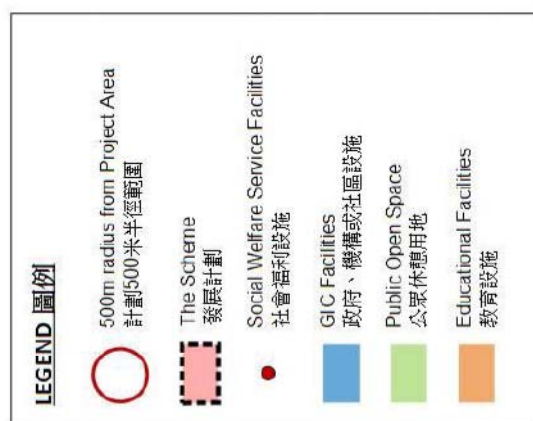 LEGEND 圖例
500m radius from Project Area
計劃500米半徑範圍
The Scheme
發展計劃
Social Welfare Service Facilities
社會福利設施
GIC Facilities
政府、機構或社區設施
Public Open Space
公眾休憩用地
Educational Facilities
教育設施